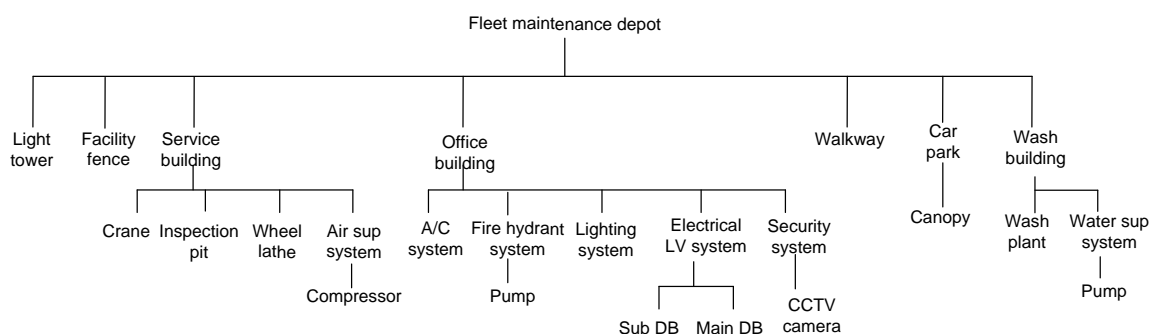 Fleet maintenance depot
Light
tower
Facility
fence
Service
building
Office
building
Walkway
Car
park
Wash
building
Crane
Inspection
pit
Wheel
lathe
Air sup
system
A/C
system
Fire hydrant
system
Lighting
system
Electrical
LV system
Security
system
Canopy
Wash
plant
Water sup
system
Compressor
Pump
Sub DB
Main DB
CCTV
camera
Pump